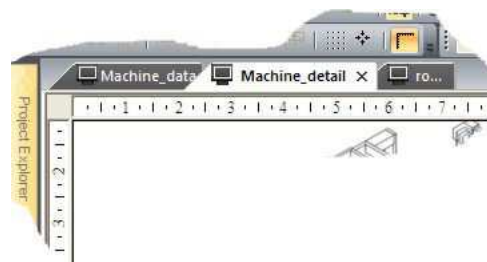 Machine_data
Machine_detail
ro...
1 2 3 4 5 6 7
Project Explorer
1 2 3